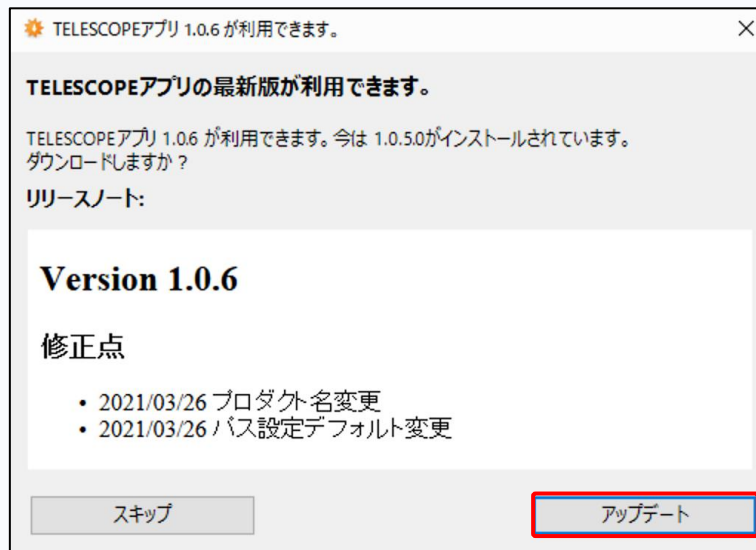 TELESCOPEアプリ 1.0.6 が利用できます。
TELESCOPEアプリの最新版が利用できます。
TELESCOPEアプリ 1.0.6 が利用できます。今は 1.0.5.0がインストールされています。
ダウンロードしますか ?
リリースノート:
Version 1.0.6
修正点
• 2021/03/26 プロダクト名変更
• 2021/03/26 パス設定デフォルト変更
スキップ
アップデート